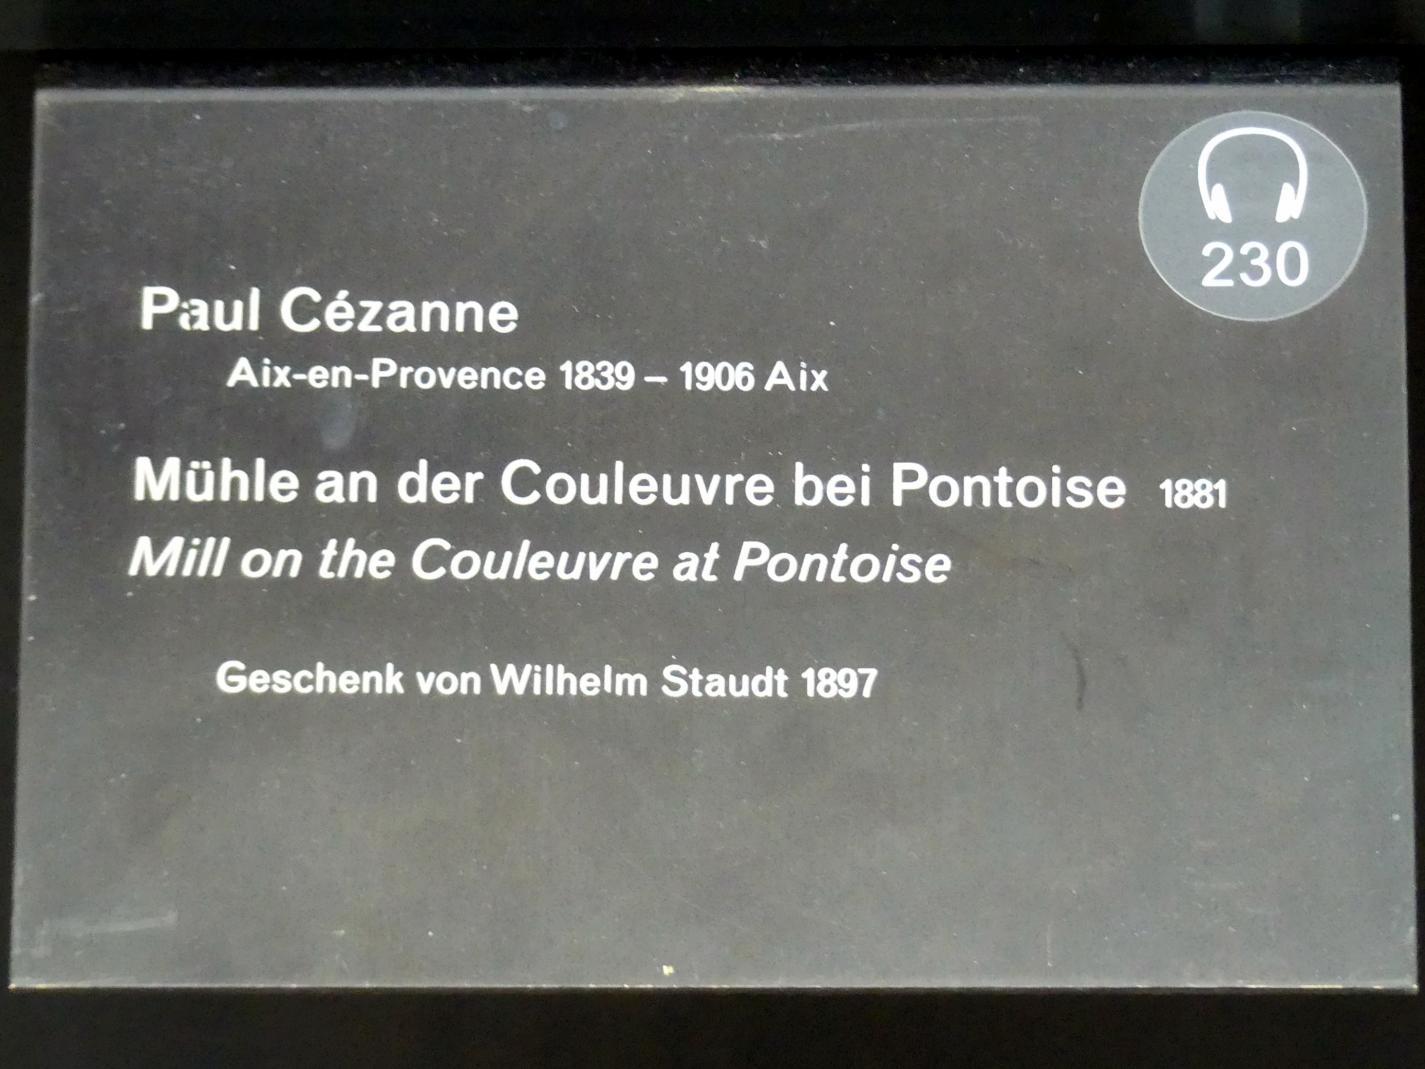 230
Paul Cézanne
Aix-en-Provence 1839 – 1906 Aix
Mühle an der Couleuvre bei Pontoise 1881
Mill on the Couleuvre at Pontoise
Geschenk von Wilhelm Staudt 1897